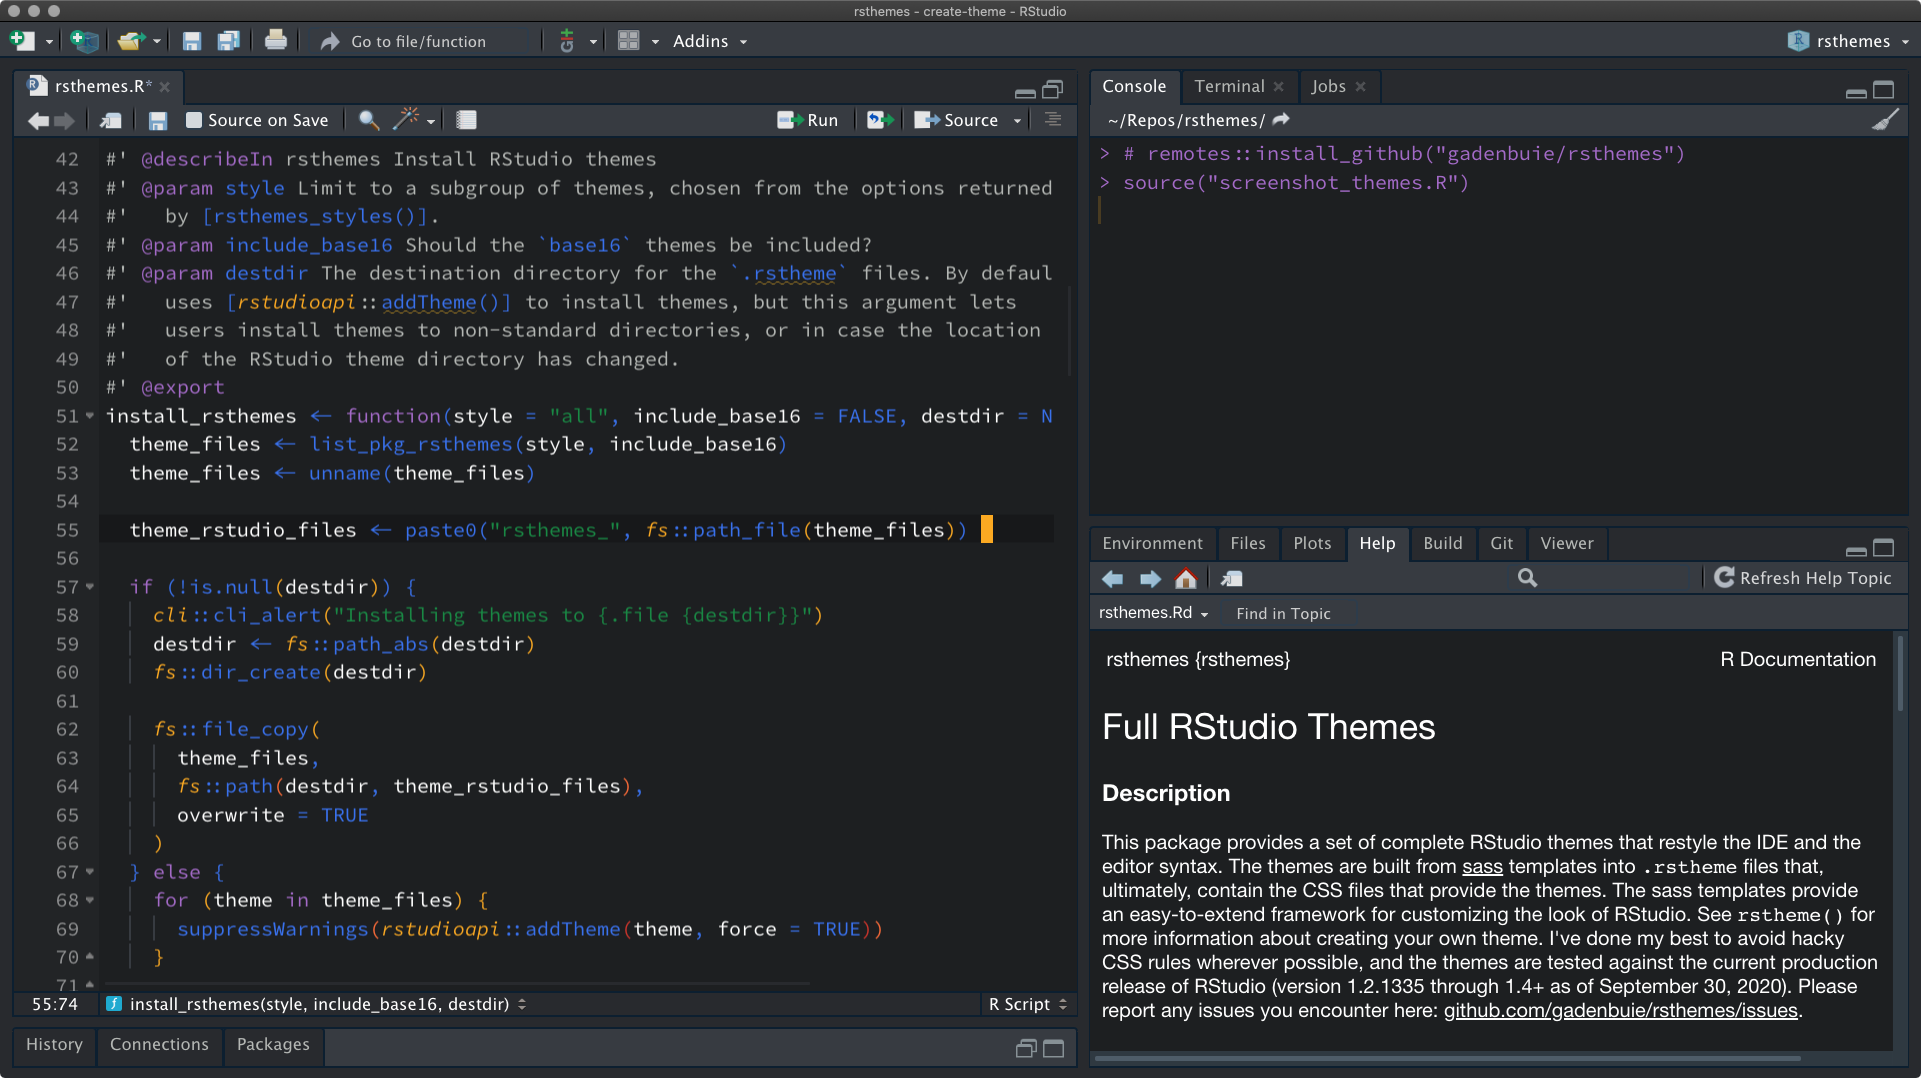 rsthemes - create-theme - RStudio
Go to file/function
Addins
rsthemes
rsthemes.R*
Source on Save
Run
Source
42 #' @describeIn rsthemes Install RStudio themes
43 #' @param style Limit to a subgroup of themes, chosen from the options returned
44 #'   by [rsthemes_styles()].
45 #' @param include_base16 Should the `base16` themes be included?
46 #' @param destdir The destination directory for the `.rstheme` files. By defaul
47 #'   uses [rstudioapi::addTheme()] to install themes, but this argument lets
48 #'   users install themes to non-standard directories, or in case the location
49 #'   of the RStudio theme directory has changed.
50 #' @export
51 install_rsthemes <- function(style = "all", include_base16 = FALSE, destdir = N
52   theme_files <- list_pkg_rsthemes(style, include_base16)
53   theme_files <- unname(theme_files)
54
55   theme_rstudio_files <- paste0("rsthemes_", fs::path_file(theme_files))
56
57   if (!is.null(destdir)) {
58     cli::cli_alert("Installing themes to {.file {destdir}}")
59     destdir <- fs::path_abs(destdir)
60     fs::dir_create(destdir)
61
62     fs::file_copy(
63       theme_files,
64       fs::path(destdir, theme_rstudio_files),
65       overwrite = TRUE
66     )
67   } else {
68     for (theme in theme_files) {
69       suppressWarnings(rstudioapi::addTheme(theme, force = TRUE))
70     }
71
55:74
install_rsthemes(style, include_base16, destdir)
R Script
History
Connections
Packages
Console
Terminal
Jobs
~/Repos/rsthemes/
> # remotes::install_github("gadenbuie/rsthemes")
> source("screenshot_themes.R")
Environment
Files
Plots
Help
Build
Git
Viewer
Refresh Help Topic
rsthemes.Rd
Find in Topic
rsthemes {rsthemes}
R Documentation
Full RStudio Themes
Description
This package provides a set of complete RStudio themes that restyle the IDE and the
editor syntax. The themes are built from sass templates into .rstheme files that,
ultimately, contain the CSS files that provide the themes. The sass templates provide
an easy-to-extend framework for customizing the look of RStudio. See rstheme() for
more information about creating your own theme. I've done my best to avoid hacky
CSS rules wherever possible, and the themes are tested against the current production
release of RStudio (version 1.2.1335 through 1.4+ as of September 30, 2020). Please
report any issues you encounter here: github.com/gadenbuie/rsthemes/issues.